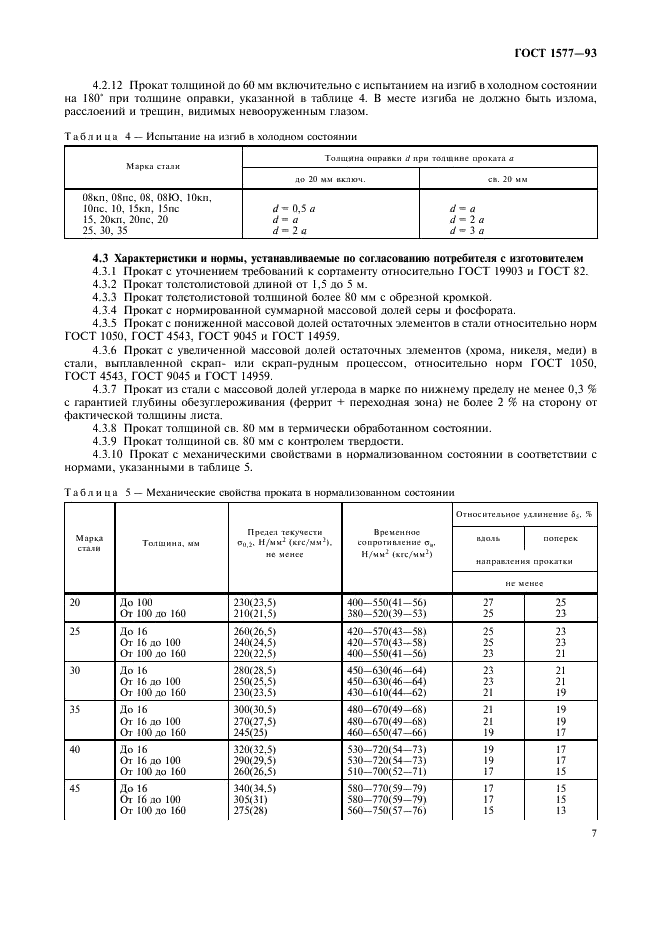 ГОСТ 1577—93
4.2.12 Прокат толщиной до 60 мм включительно с испытанием на изгиб в холодном состоянии
на 180° при толщине оправки, указанной в таблице 4. В месте изгиба не должно быть излома,
расслоений и трещин, видимых невооруженным глазом.
Таблица 4 — Испытание на изгиб в холодном состоянии
Марка стали
Толщина оправки d при толщине проката a
до 20 мм включ.
св. 20 мм
08кп, 08пс, 08, 08Ю, 10кп,
10пс, 10, 15кп, 15пс d = 0,5 a d = a
15, 20кп, 20пс, 20 d = a d = 2 a
25, 30, 35 d = 2 a d = 3 a
4.3 Характеристики и нормы, устанавливаемые по согласованию потребителя с изготовителем
4.3.1 Прокат с уточнением требований к сортаменту относительно ГОСТ 19903 и ГОСТ 82.
4.3.2 Прокат толстолистовой длиной от 1,5 до 5 м.
4.3.3 Прокат толстолистовой толщиной более 80 мм с обрезной кромкой.
4.3.4 Прокат с нормированной суммарной массовой долей серы и фосфората.
4.3.5 Прокат с пониженной массовой долей остаточных элементов в стали относительно норм
ГОСТ 1050, ГОСТ 4543, ГОСТ 9045 и ГОСТ 14959.
4.3.6 Прокат с увеличенной массовой долей остаточных элементов (хрома, никеля, меди) в
стали, выплавленной скрап- или скрап-рудным процессом, относительно норм ГОСТ 1050,
ГОСТ 4543, ГОСТ 9045 и ГОСТ 14959.
4.3.7 Прокат из стали с массовой долей углерода в марке по нижнему пределу не менее 0,3 %
с гарантией глубины обезуглероживания (феррит + переходная зона) не более 2 % на сторону от
фактической толщины листа.
4.3.8 Прокат толщиной св. 80 мм в термически обработанном состоянии.
4.3.9 Прокат толщиной св. 80 мм с контролем твердости.
4.3.10 Прокат с механическими свойствами в нормализованном состоянии в соответствии с
нормами, указанными в таблице 5.
Таблица 5 — Механические свойства проката в нормализованном состоянии
Марка
стали
Толщина, мм
Предел текучести
σ0,2, Н/мм² (кгс/мм²),
не менее
Временное
сопротивление σв,
Н/мм² (кгс/мм²)
Относительное удлинение δ5, %
вдоль поперек
направления прокатки
не менее
20 До 100 230(23,5) 400—550(41—56) 27 25
От 100 до 160 210(21,5) 380—520(39—53) 25 23
25 До 16 260(26,5) 420—570(43—58) 25 23
От 16 до 100 240(24,5) 420—570(43—58) 25 23
От 100 до 160 220(22,5) 400—550(41—56) 23 21
30 До 16 280(28,5) 450—630(46—64) 23 21
От 16 до 100 250(25,5) 450—630(46—64) 23 21
От 100 до 160 230(23,5) 430—610(44—62) 21 19
35 До 16 300(30,5) 480—670(49—68) 21 19
От 16 до 100 270(27,5) 480—670(49—68) 21 19
От 100 до 160 245(25) 460—650(47—66) 19 17
40 До 16 320(32,5) 530—720(54—73) 19 17
От 16 до 100 290(29,5) 530—720(54—73) 19 17
От 100 до 160 260(26,5) 510—700(52—71) 17 15
45 До 16 340(34,5) 580—770(59—79) 17 15
От 16 до 100 305(31) 580—770(59—79) 17 15
От 100 до 160 275(28) 560—750(57—76) 15 13
7